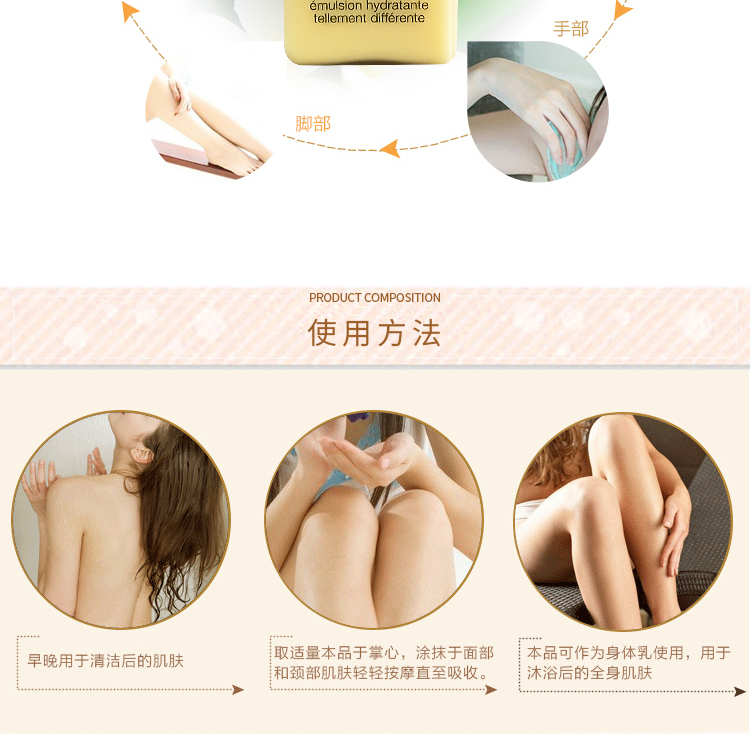 émulsion hydratante
tellement différente
手部
脚部
PRODUCT COMPOSITION
使用方法
早晚用于清洁后的肌肤
取适量本品于掌心，涂抹于面部
和颈部肌肤轻轻按摩直至吸收。
本品可作为身体乳使用，用于
沐浴后的全身肌肤